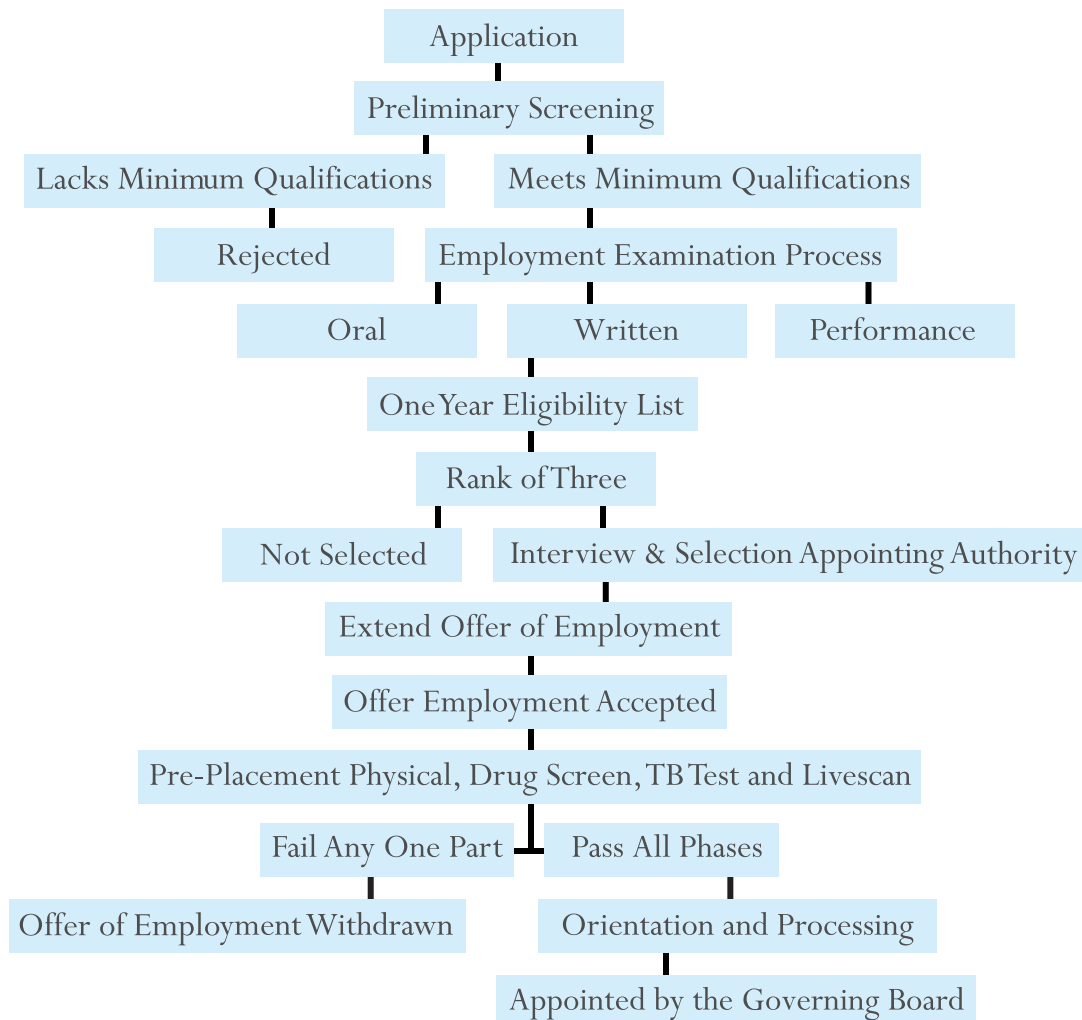 Application
Preliminary Screening
Lacks Minimum Qualifications
Meets Minimum Qualifications
Rejected
Employment Examination Process
Oral
Written
Performance
One Year Eligibility List
Rank of Three
Not Selected
Interview & Selection Appointing Authority
Extend Offer of Employment
Offer Employment Accepted
Pre-Placement Physical, Drug Screen, TB Test and Livescan
Fail Any One Part
Pass All Phases
Offer of Employment Withdrawn
Orientation and Processing
Appointed by the Governing Board